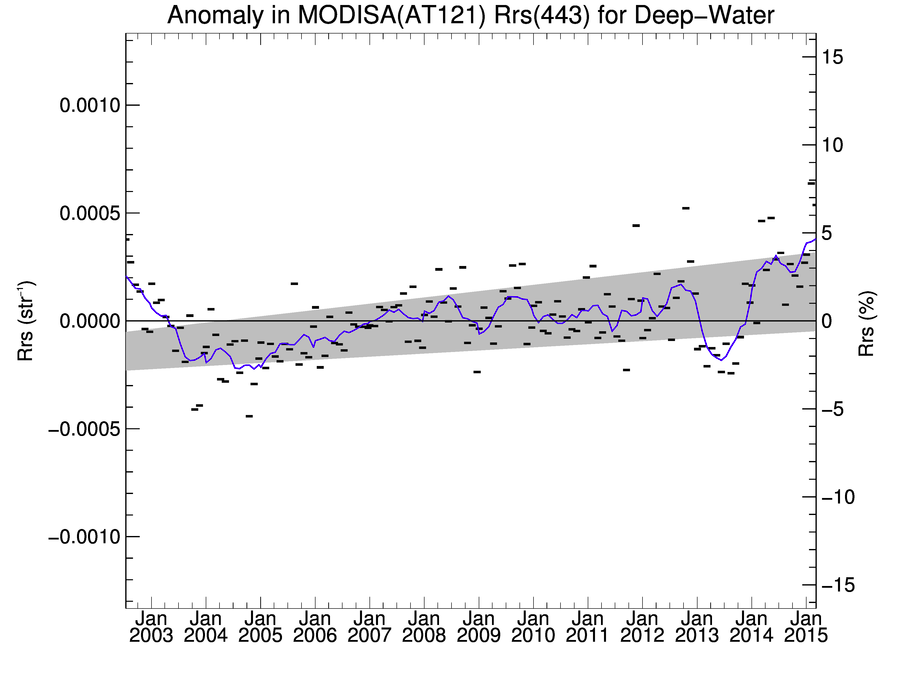 Anomaly in MODISA(AT121) Rrs(443) for Deep−Water
0.0010
0.0005
0.0000
−0.0005
−0.0010
Rrs (str⁻¹)
15
10
5
0
−5
−10
−15
Rrs (%)
Jan Jan Jan Jan Jan Jan Jan Jan Jan Jan Jan Jan Jan
2003 2004 2005 2006 2007 2008 2009 2010 2011 2012 2013 2014 2015